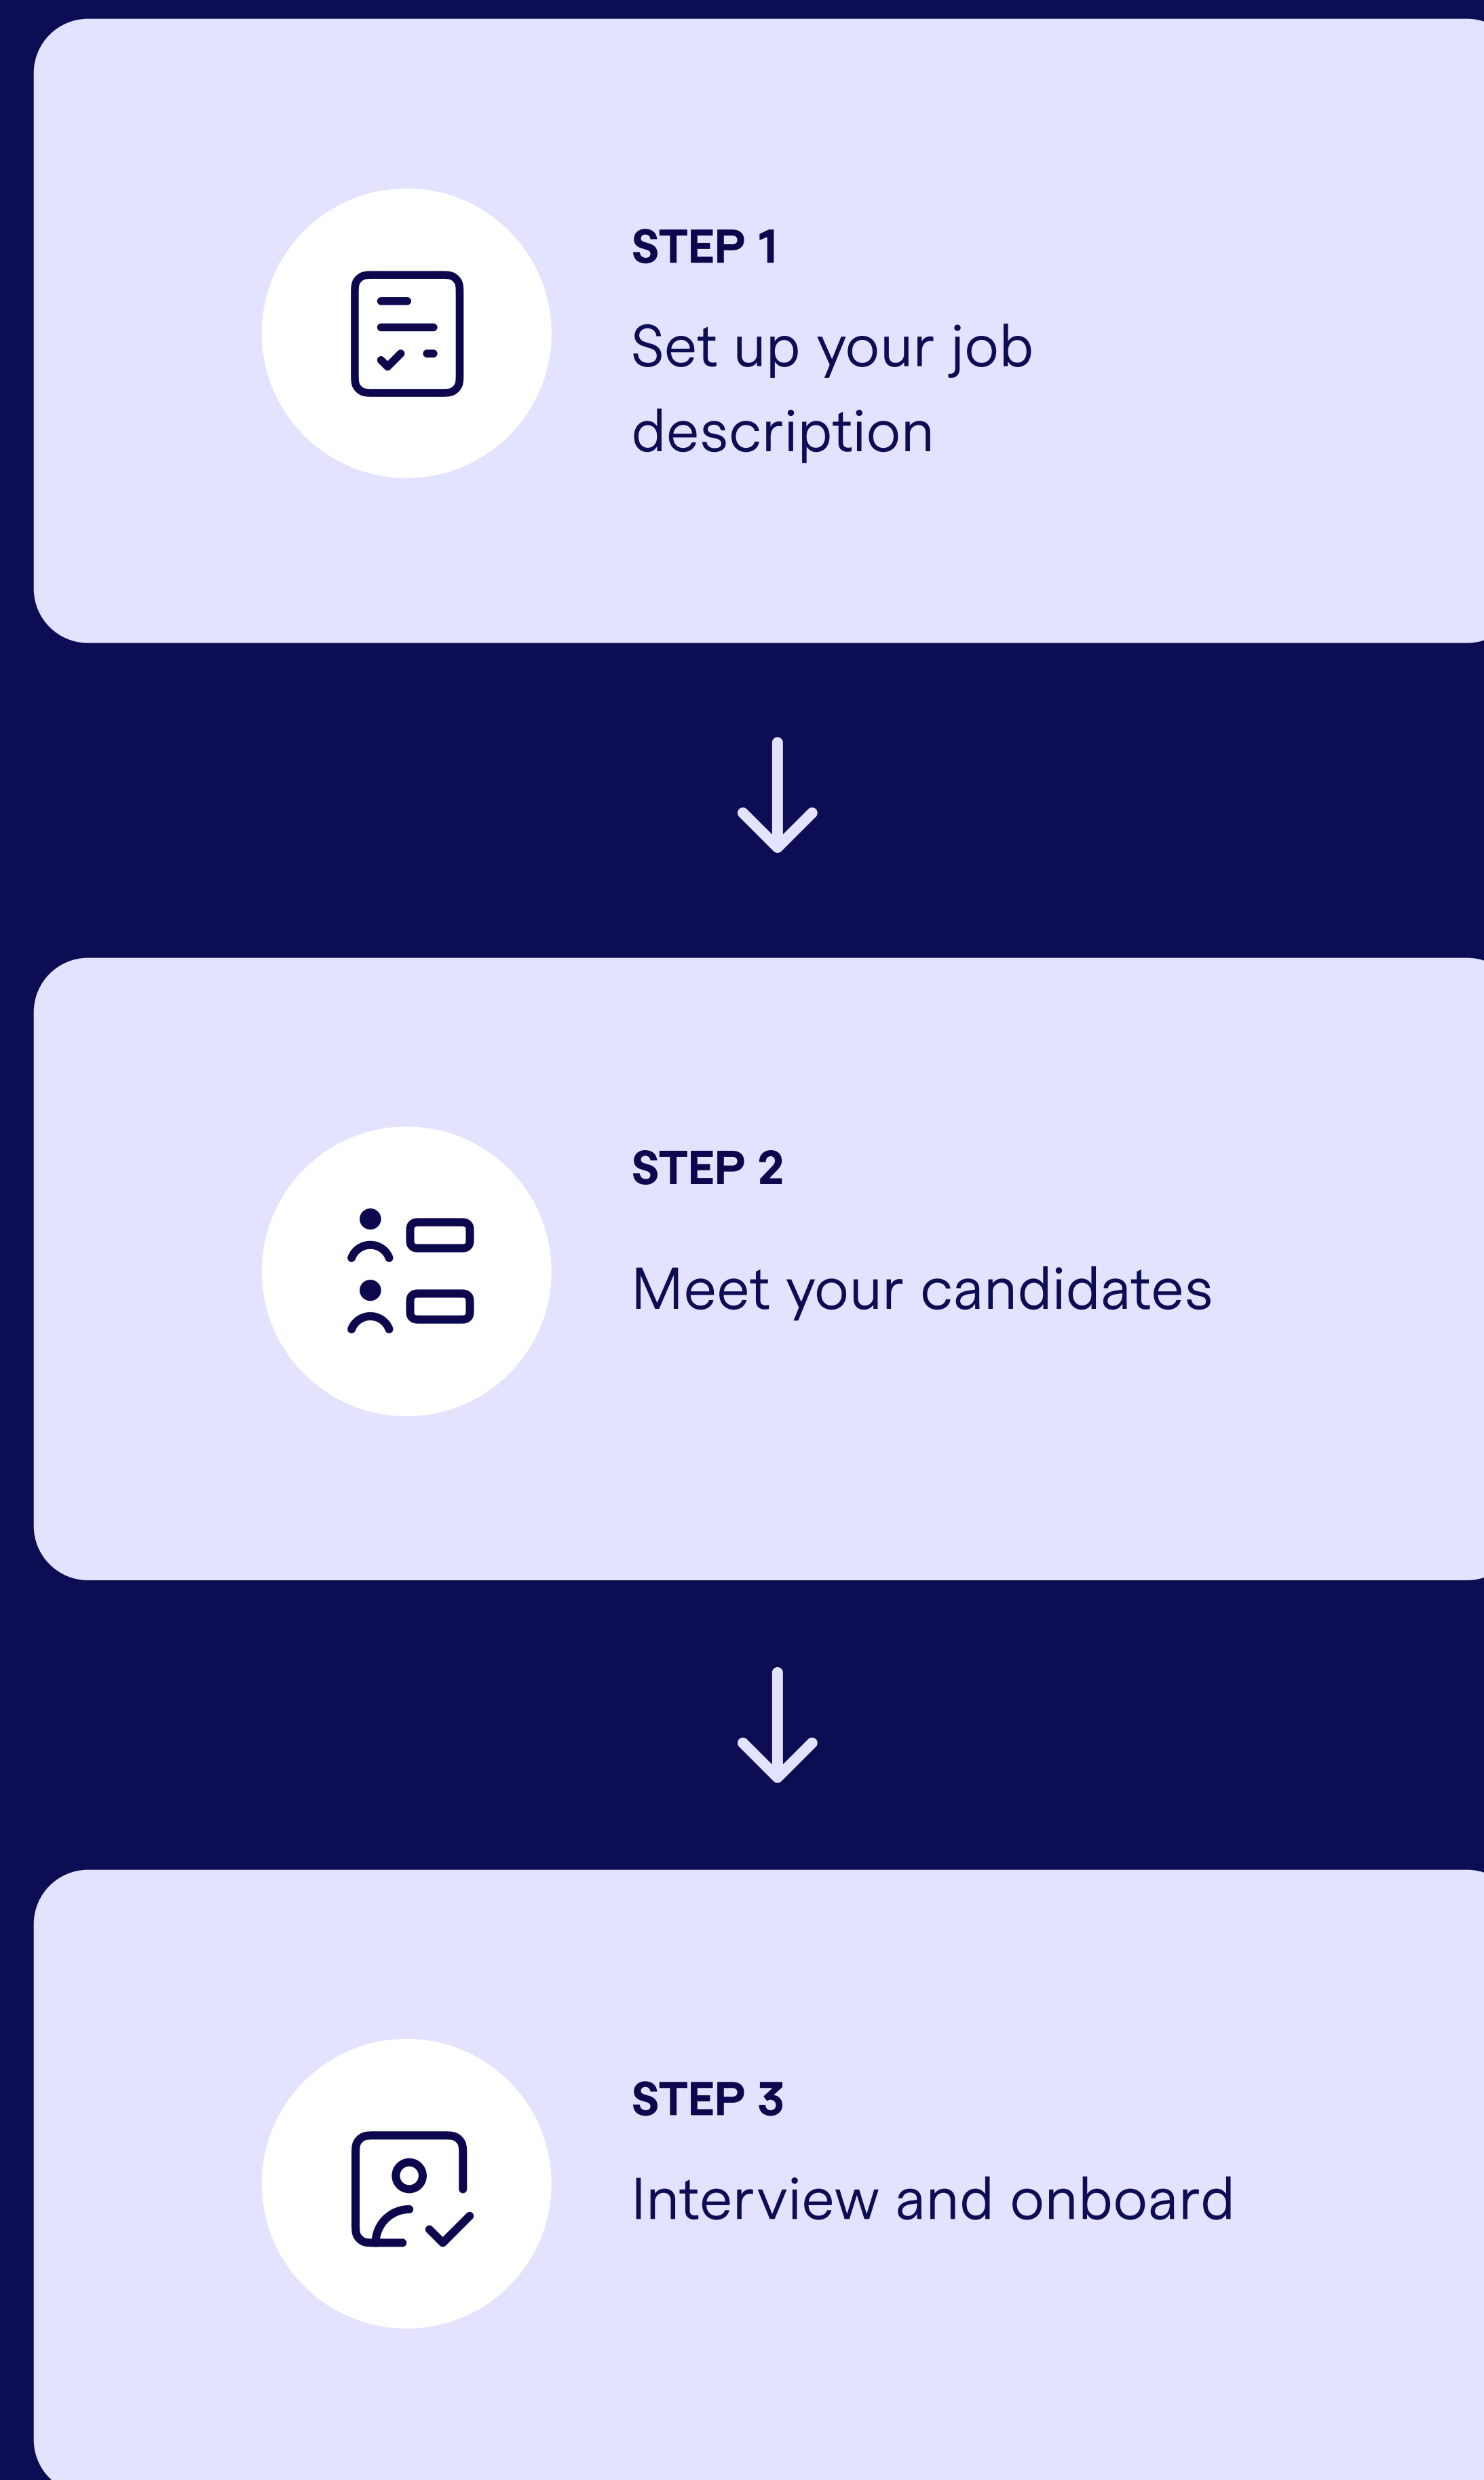 STEP 1
Set up your job
description
STEP 2
Meet your candidates
STEP 3
Interview and onboard